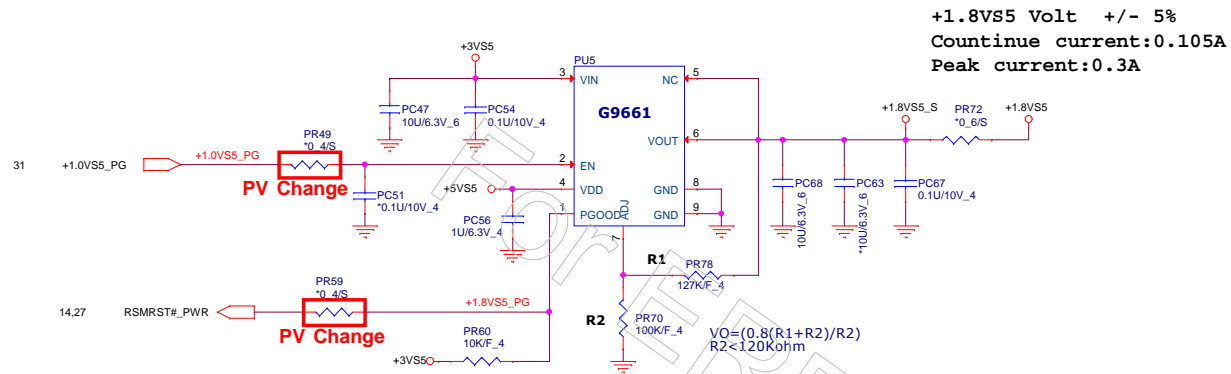 +1.8VS5 Volt +/- 5%
Countinue current:0.105A
Peak current:0.3A
+3VS5
PU5
3
VIN
NC
5
PC47
10U/6.3V_6
PC54
0.1U/10V_4
G9661
+1.8VS5_S
PR72
*0_6/S
+1.8VS5
VOUT
6
31
+1.0VS5_PG
+1.0VS5_PG
PR49
*0_4/S
PV Change
2
EN
PC51
*0.1U/10V_4
+5VS5
4
VDD
GND
8
PC56
1U/6.3V_4
1
PGOOD
ADJ
GND
9
7
PC68
10U/6.3V_6
PC63
*10U/6.3V_6
PC67
0.1U/10V_4
R1
PR78
127K/F_4
14,27
RSMRST#_PWR
PR59
*0_4/S
PV Change
+1.8VS5_PG
R2
PR70
100K/F_4
VO=(0.8(R1+R2)/R2)
R2<120Kohm
PR60
10K/F_4
+3VS5
For